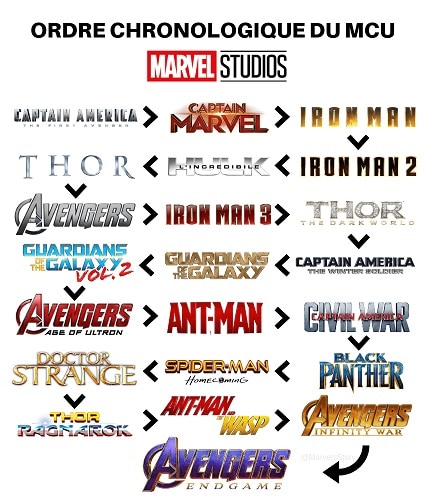 ORDRE CHRONOLOGIQUE DU MCU
MARVEL STUDIOS
CAPTAIN AMERICA
THE FIRST AVENGER
CAPTAIN
MARVEL
IRON MAN
THOR
HULK
L'INCREDIBILE
IRON MAN 2
AVENGERS
IRON MAN 3
THOR
THE DARK WORLD
GUARDIANS
OF THE GALAXY
VOL. 2
GUARDIANS
OF THE GALAXY
CAPTAIN AMERICA
THE WINTER SOLDIER
AVENGERS
AGE OF ULTRON
ANT-MAN
CAPTAIN AMERICA
CIVIL WAR
DOCTOR
STRANGE
SPIDER-MAN
HOMECOMING
BLACK
PANTHER
THOR
RAGNAROK
ANT-MAN
AND THE
WASP
AVENGERS
INFINITY WAR
AVENGERS
ENDGAME